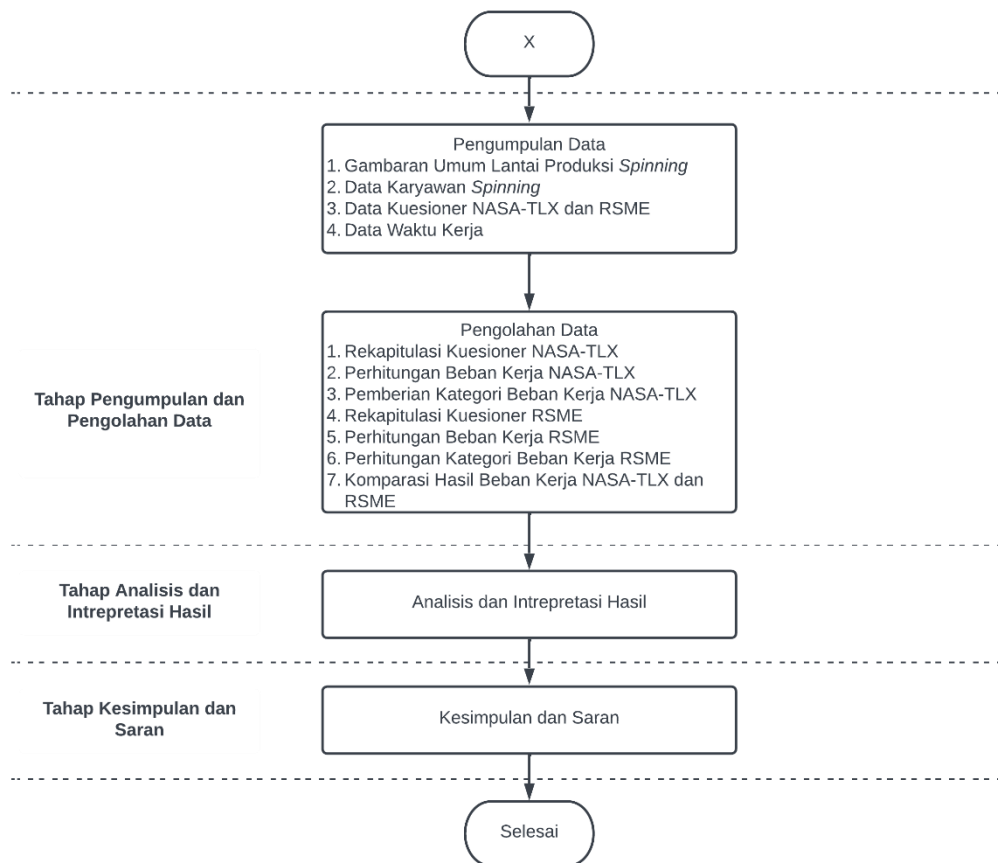 X
Pengumpulan Data
1. Gambaran Umum Lantai Produksi Spinning
2. Data Karyawan Spinning
3. Data Kuesioner NASA-TLX dan RSME
4. Data Waktu Kerja
Tahap Pengumpulan dan
Pengolahan Data
Pengolahan Data
1. Rekapitulasi Kuesioner NASA-TLX
2. Perhitungan Beban Kerja NASA-TLX
3. Pemberian Kategori Beban Kerja NASA-TLX
4. Rekapitulasi Kuesioner RSME
5. Perhitungan Beban Kerja RSME
6. Perhitungan Kategori Beban Kerja RSME
7. Komparasi Hasil Beban Kerja NASA-TLX dan
RSME
Tahap Analisis dan
Intrepretasi Hasil
Analisis dan Intrepretasi Hasil
Tahap Kesimpulan dan
Saran
Kesimpulan dan Saran
Selesai